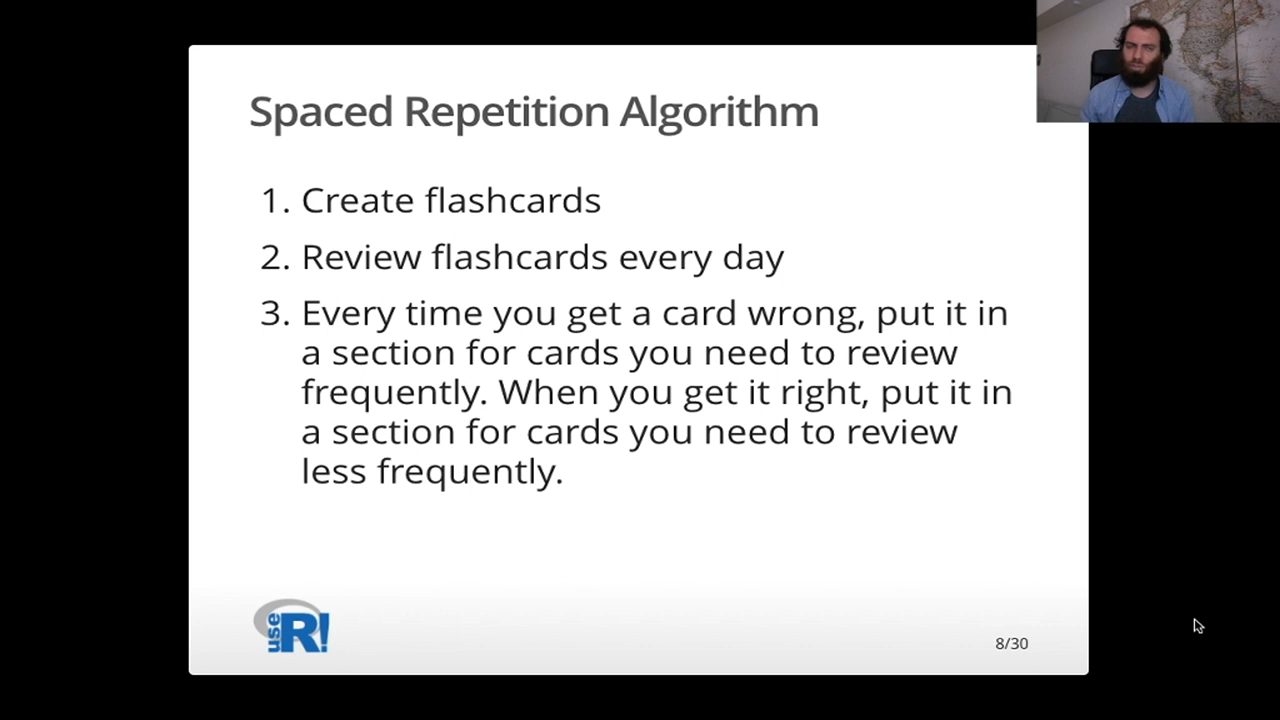 Spaced Repetition Algorithm
1. Create flashcards
2. Review flashcards every day
3. Every time you get a card wrong, put it in
a section for cards you need to review
frequently. When you get it right, put it in
a section for cards you need to review
less frequently.
use R!
8/30